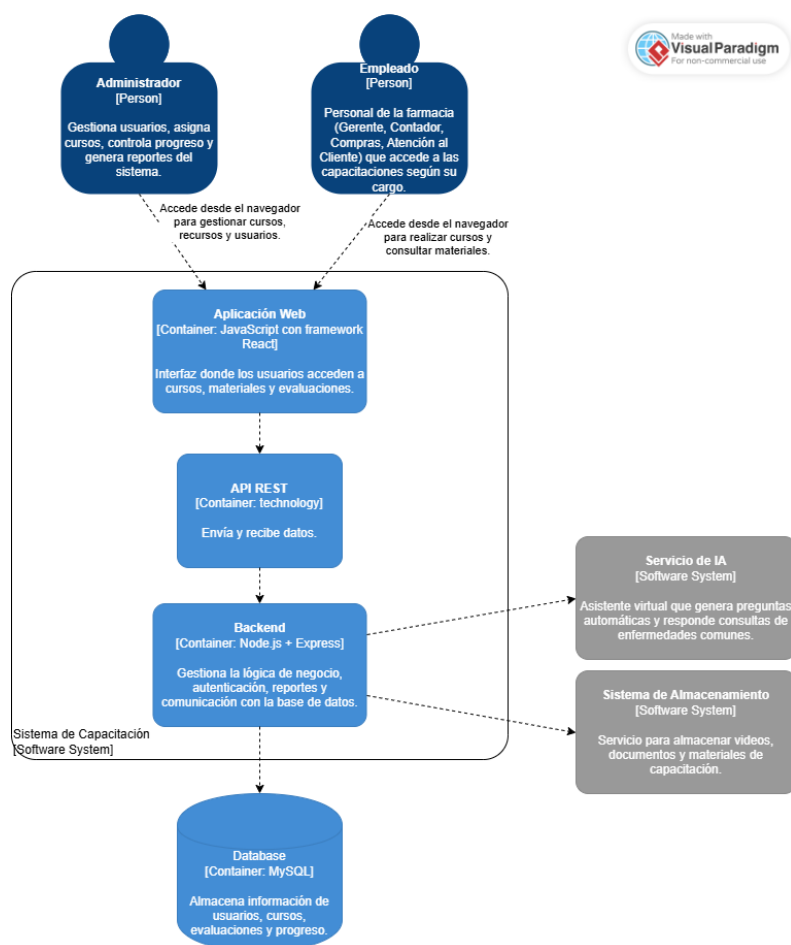 Made with
Visual Paradigm
For non-commercial use
Administrador
[Person]
Gestiona usuarios, asigna
cursos, controla progreso y
genera reportes del
sistema.
Empleado
[Person]
Personal de la farmacia
(Gerente, Contador,
Compras, Atención al
Cliente) que accede a las
capacitaciones según su
cargo.
Accede desde el navegador
para gestionar cursos,
recursos y usuarios.
Accede desde el navegador
para realizar cursos y
consultar materiales.
Aplicación Web
[Container: JavaScript con framework
React]
Interfaz donde los usuarios acceden a
cursos, materiales y evaluaciones.
API REST
[Container: technology]
Envía y recibe datos.
Backend
[Container: Node.js + Express]
Gestiona la lógica de negocio,
autenticación, reportes y
comunicación con la base de datos.
Servicio de IA
[Software System]
Asistente virtual que genera preguntas
automáticas y responde consultas de
enfermedades comunes.
Sistema de Almacenamiento
[Software System]
Servicio para almacenar videos,
documentos y materiales de
capacitación.
Sistema de Capacitación
[Software System]
Database
[Container: MySQL]
Almacena información de
usuarios, cursos,
evaluaciones y progreso.